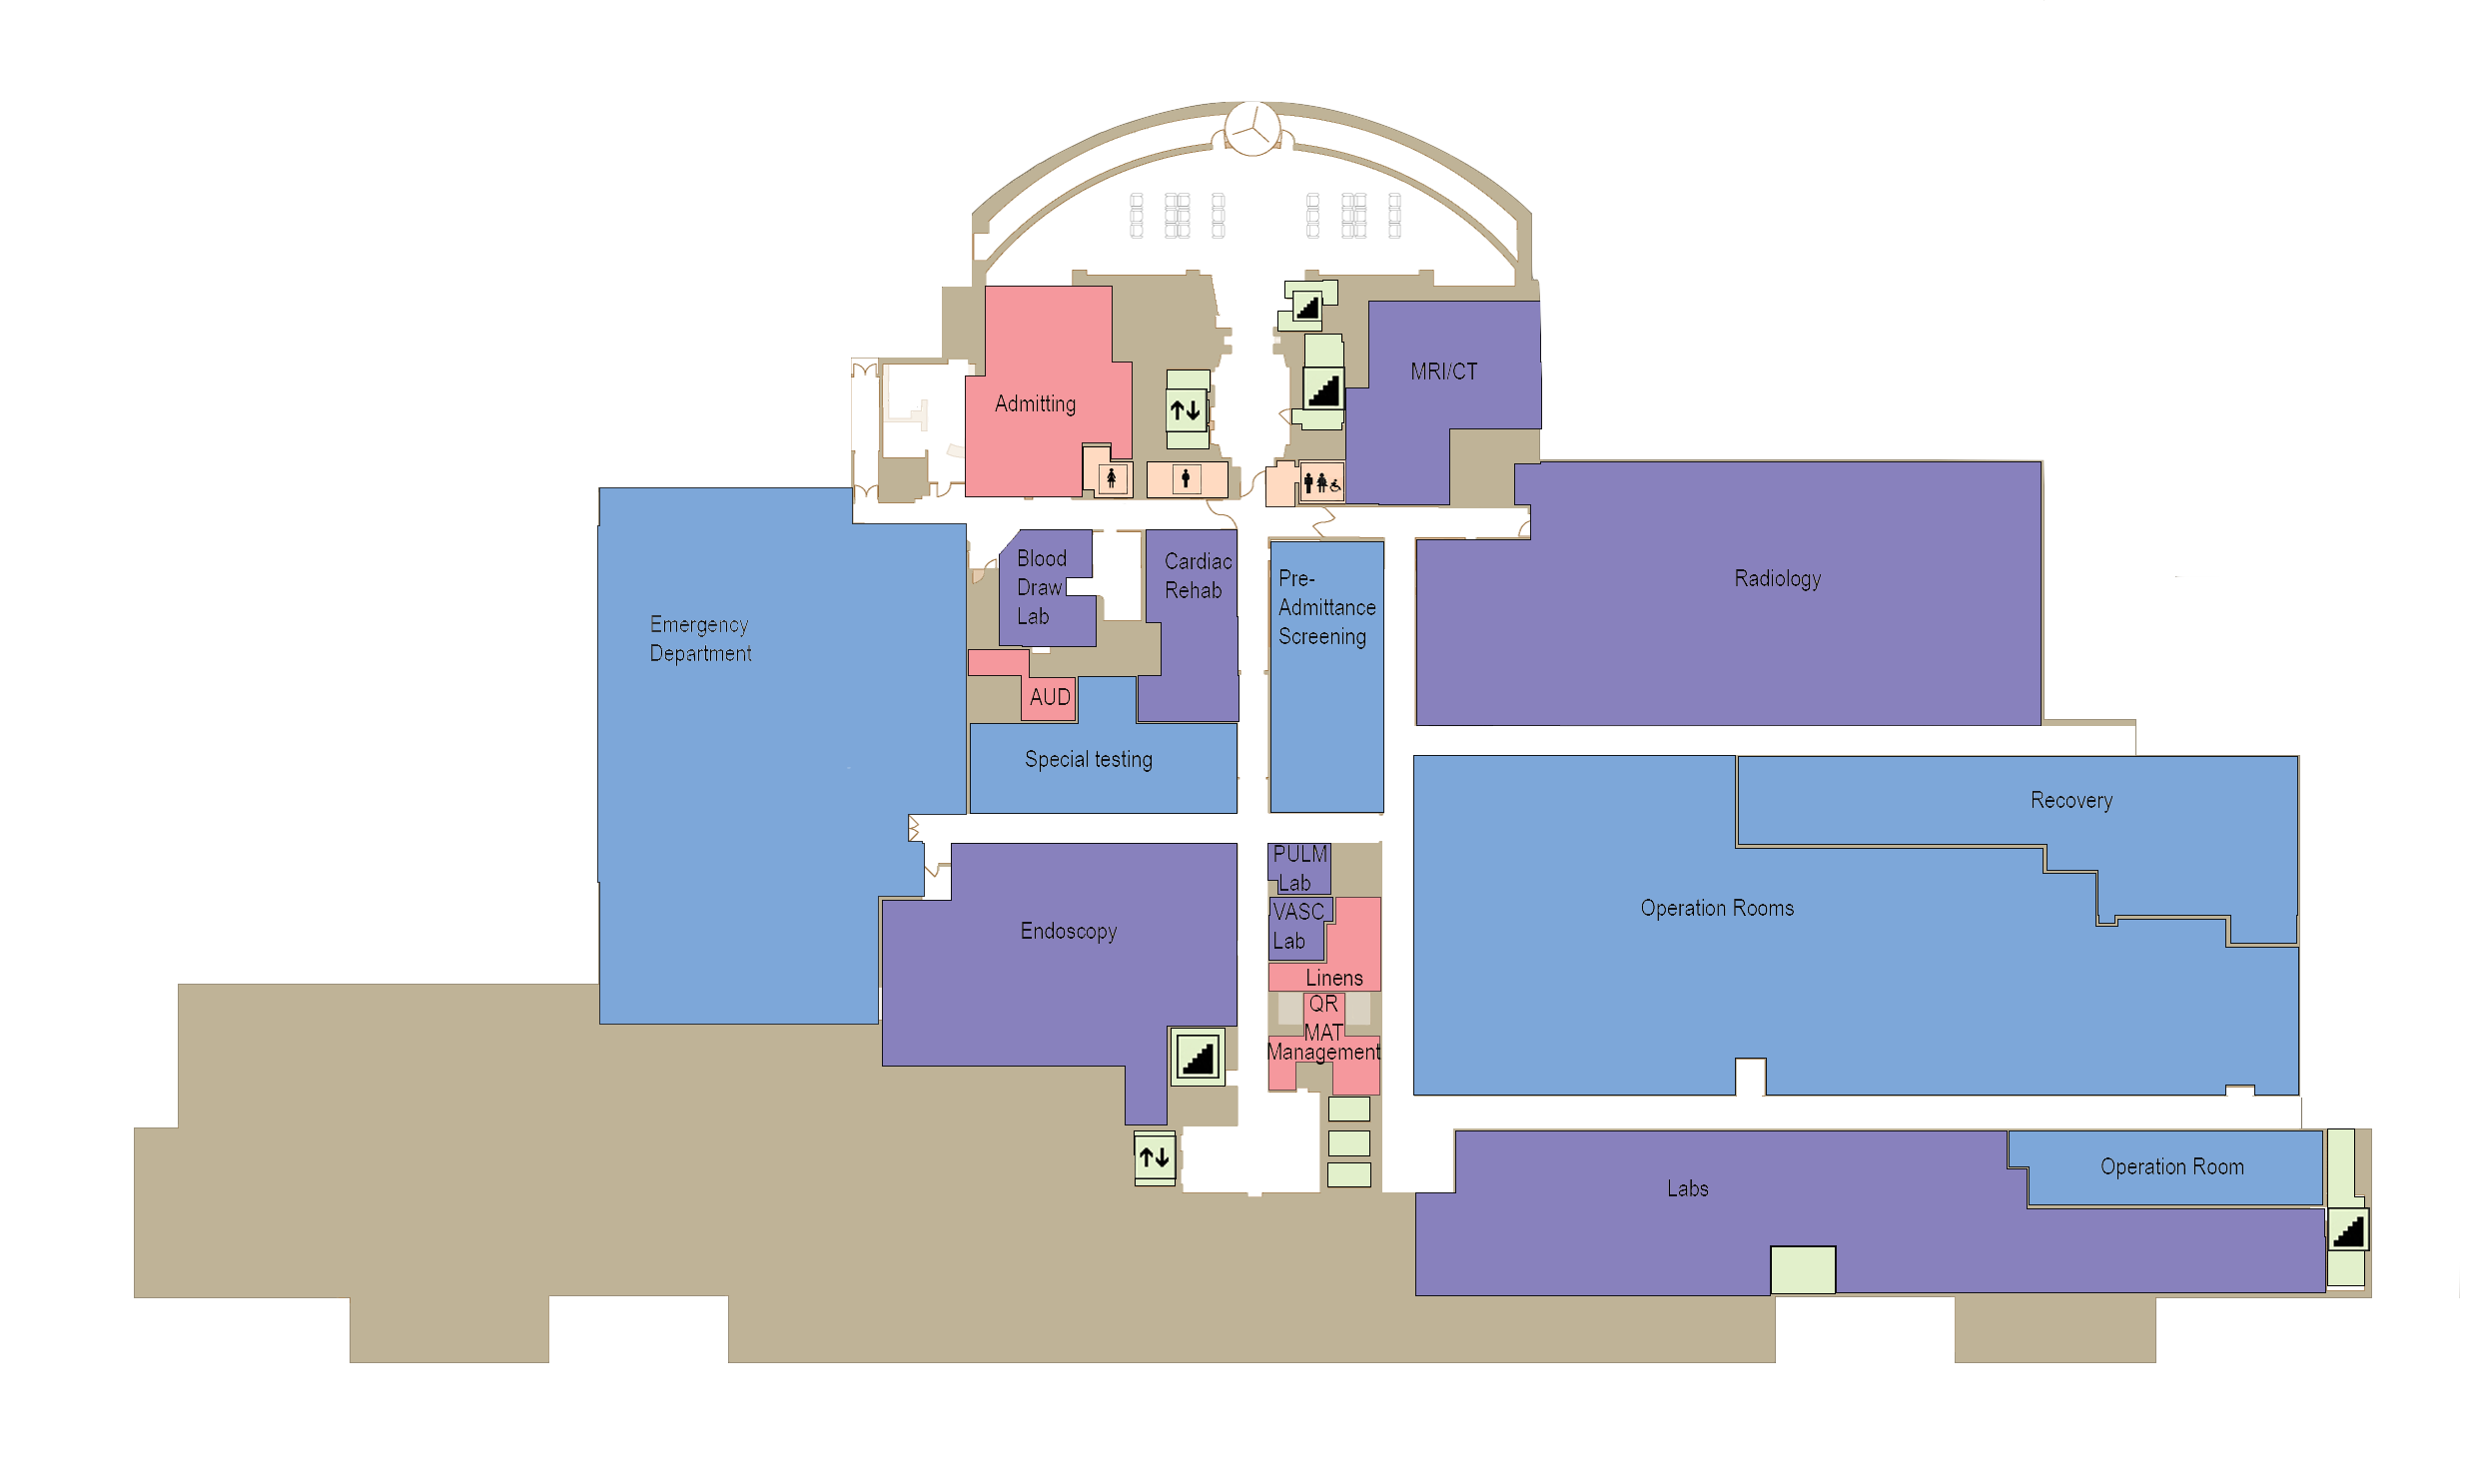 MRI/CT
Admitting
Blood
Draw
Lab
Cardiac
Rehab
Pre-
Admittance
Screening
Radiology
Emergency
Department
AUD
Special testing
Recovery
PULM
Lab
VASC
Lab
Operation Rooms
Endoscopy
Linens
QR
MAT
Management
Operation Room
Labs